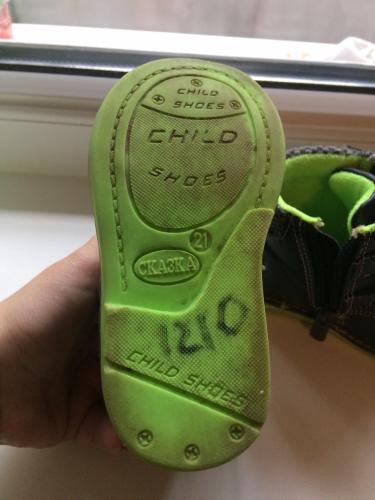 CHILD
SHOES
CHILD
SHOES
21
СКАЗКА
1210
CHILD SHOES